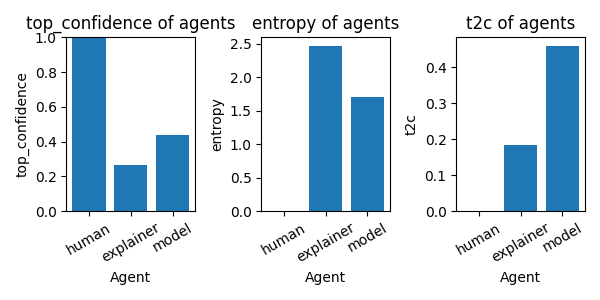 top_confidence of agents
top_confidence
1.0
0.8
0.6
0.4
0.2
0.0
human
explainer
model
Agent
entropy of agents
entropy
2.5
2.0
1.5
1.0
0.5
0.0
human
explainer
model
Agent
t2c of agents
t2c
0.4
0.3
0.2
0.1
0.0
human
explainer
model
Agent